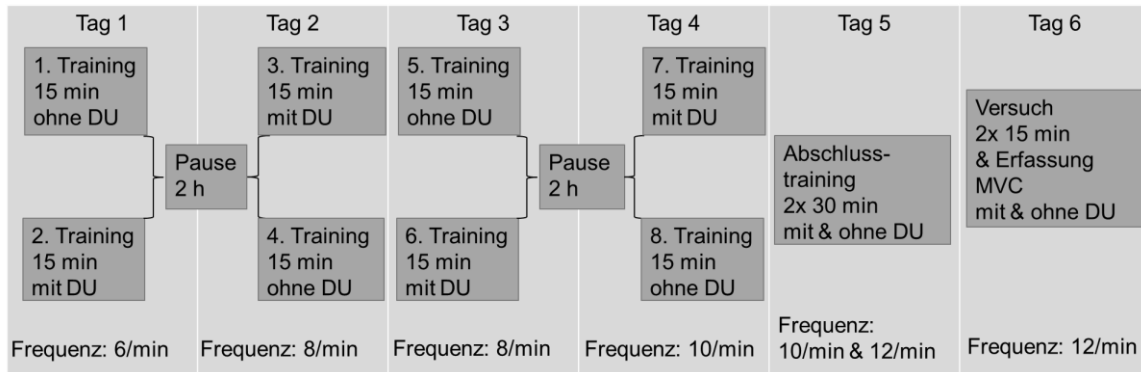 Tag 1
1. Training
15 min
ohne DU
2. Training
15 min
mit DU
Frequenz: 6/min
Pause
2 h
Tag 2
3. Training
15 min
mit DU
4. Training
15 min
ohne DU
Frequenz: 8/min
Tag 3
5. Training
15 min
ohne DU
6. Training
15 min
mit DU
Frequenz: 8/min
Pause
2 h
Tag 4
7. Training
15 min
mit DU
8. Training
15 min
ohne DU
Frequenz: 10/min
Tag 5
Abschluss-
training
2x 30 min
mit & ohne DU
Frequenz:
10/min & 12/min
Tag 6
Versuch
2x 15 min
& Erfassung
MVC
mit & ohne DU
Frequenz: 12/min